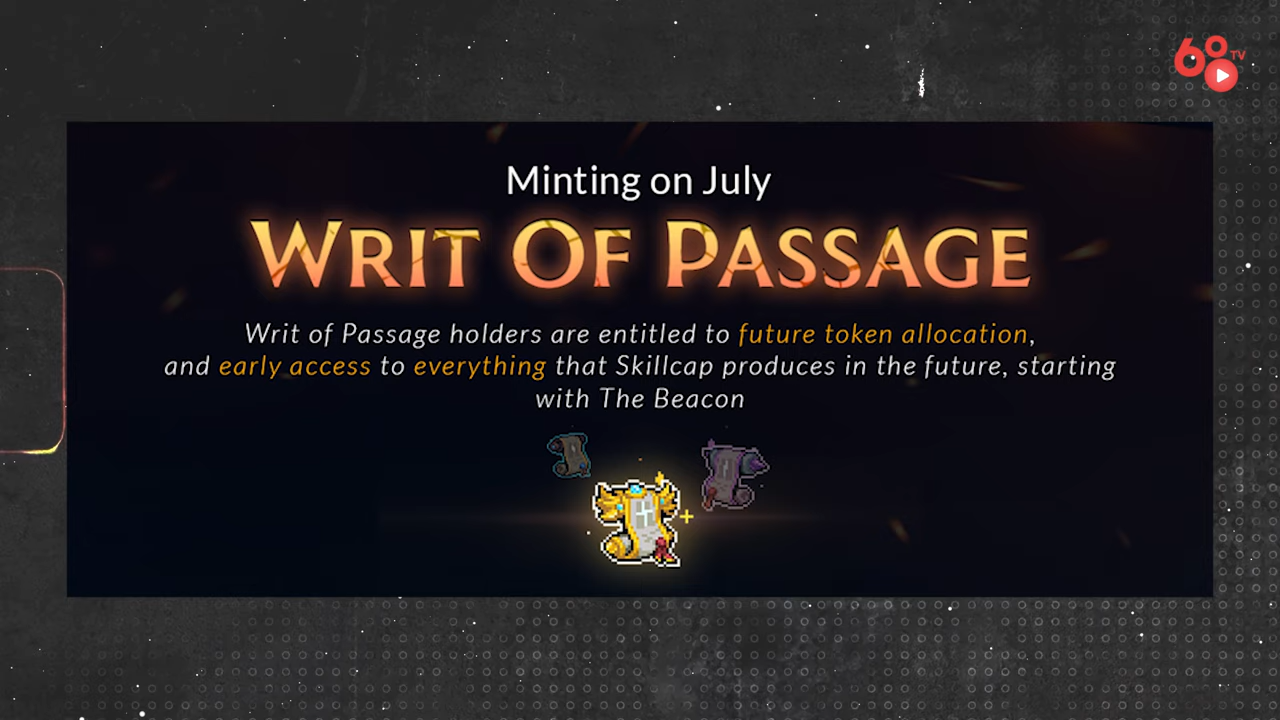 60 TV
Minting on July
WRIT OF PASSAGE
Writ of Passage holders are entitled to future token allocation,
and early access to everything that Skillcap produces in the future, starting
with The Beacon